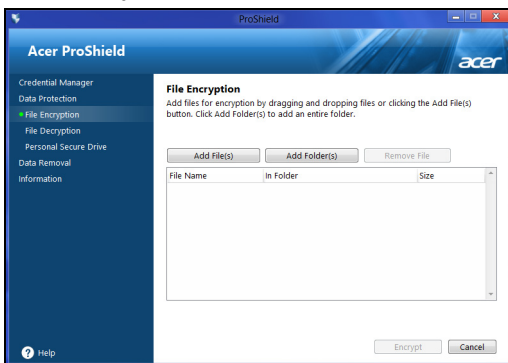 ProShield
Acer ProShield
acer
Credential Manager
Data Protection
File Encryption
File Decryption
Personal Secure Drive
Data Removal
Information
Help
File Encryption
Add files for encryption by dragging and dropping files or clicking the Add File(s)
button. Click Add Folder(s) to add an entire folder.
Add File(s) Add Folder(s) Remove File
File Name In Folder Size
Encrypt Cancel